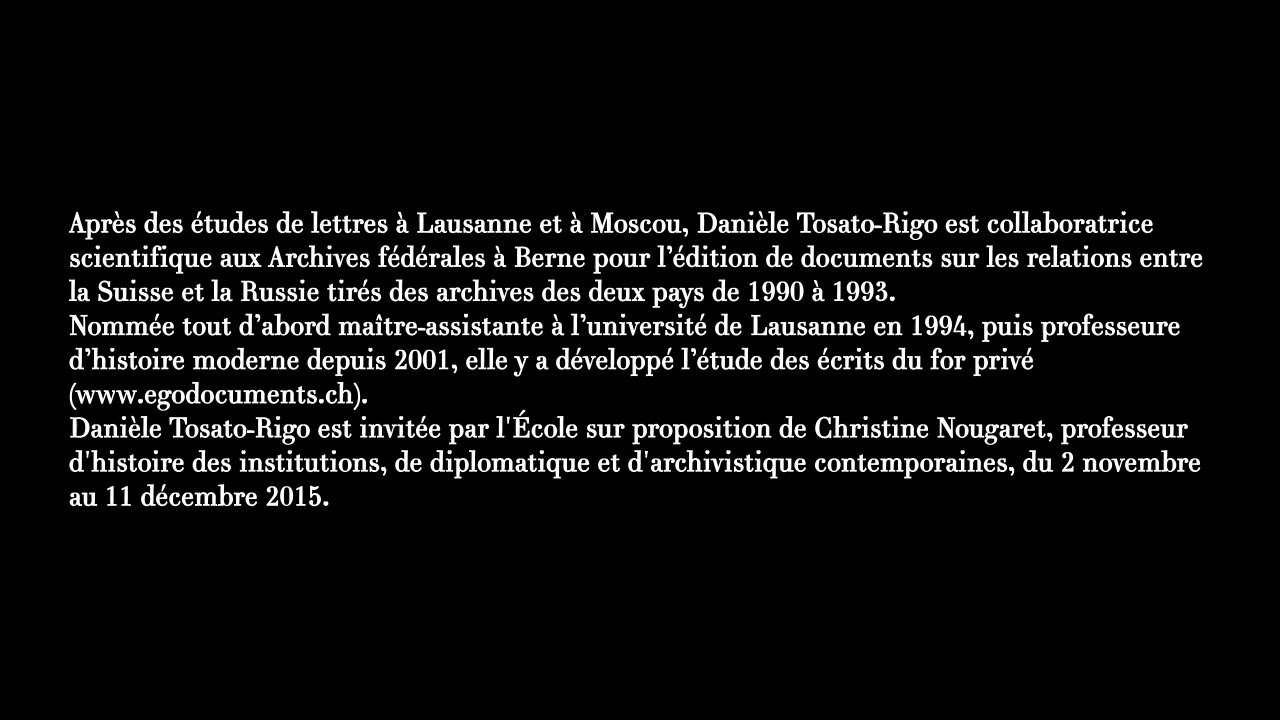 Après des études de lettres à Lausanne et à Moscou, Danièle Tosato-Rigo est collaboratrice
scientifique aux Archives fédérales à Berne pour l’édition de documents sur les relations entre
la Suisse et la Russie tirés des archives des deux pays de 1990 à 1993.
Nommée tout d’abord maître-assistante à l’université de Lausanne en 1994, puis professeure
d’histoire moderne depuis 2001, elle y a développé l’étude des écrits du for privé
(www.egodocuments.ch).
Danièle Tosato-Rigo est invitée par l'École sur proposition de Christine Nougaret, professeur
d'histoire des institutions, de diplomatique et d'archivistique contemporaines, du 2 novembre
au 11 décembre 2015.